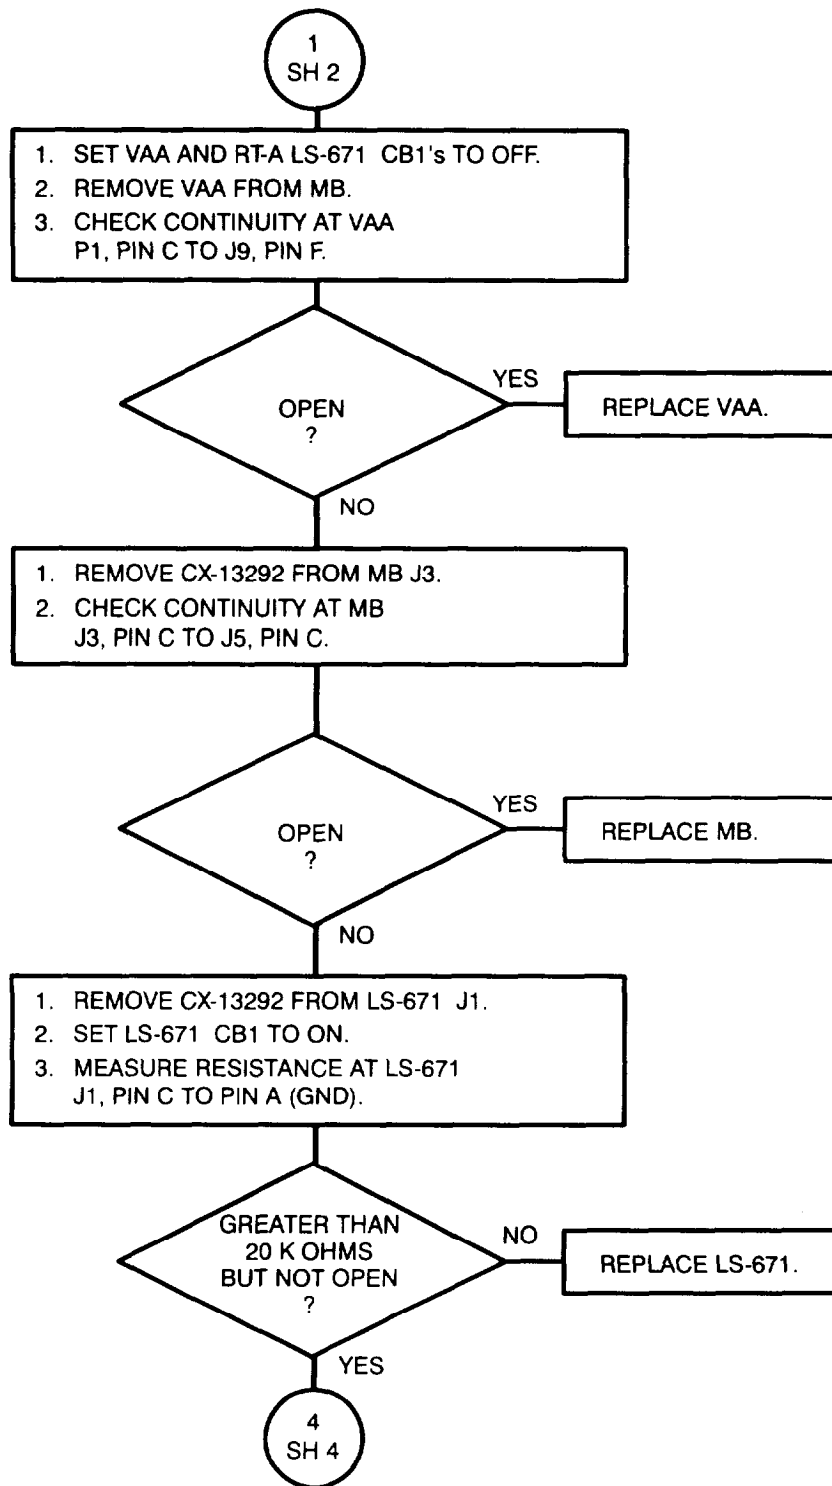 1
SH 2
1. SET VAA AND RT-A LS-671 CB1's TO OFF.
2. REMOVE VAA FROM MB.
3. CHECK CONTINUITY AT VAA
P1, PIN C TO J9, PIN F.
OPEN
?
YES
REPLACE VAA.
NO
1. REMOVE CX-13292 FROM MB J3.
2. CHECK CONTINUITY AT MB
J3, PIN C TO J5, PIN C.
OPEN
?
YES
REPLACE MB.
NO
1. REMOVE CX-13292 FROM LS-671 J1.
2. SET LS-671 CB1 TO ON.
3. MEASURE RESISTANCE AT LS-671
J1, PIN C TO PIN A (GND).
GREATER THAN
20 K OHMS
BUT NOT OPEN
?
NO
REPLACE LS-671.
YES
4
SH 4